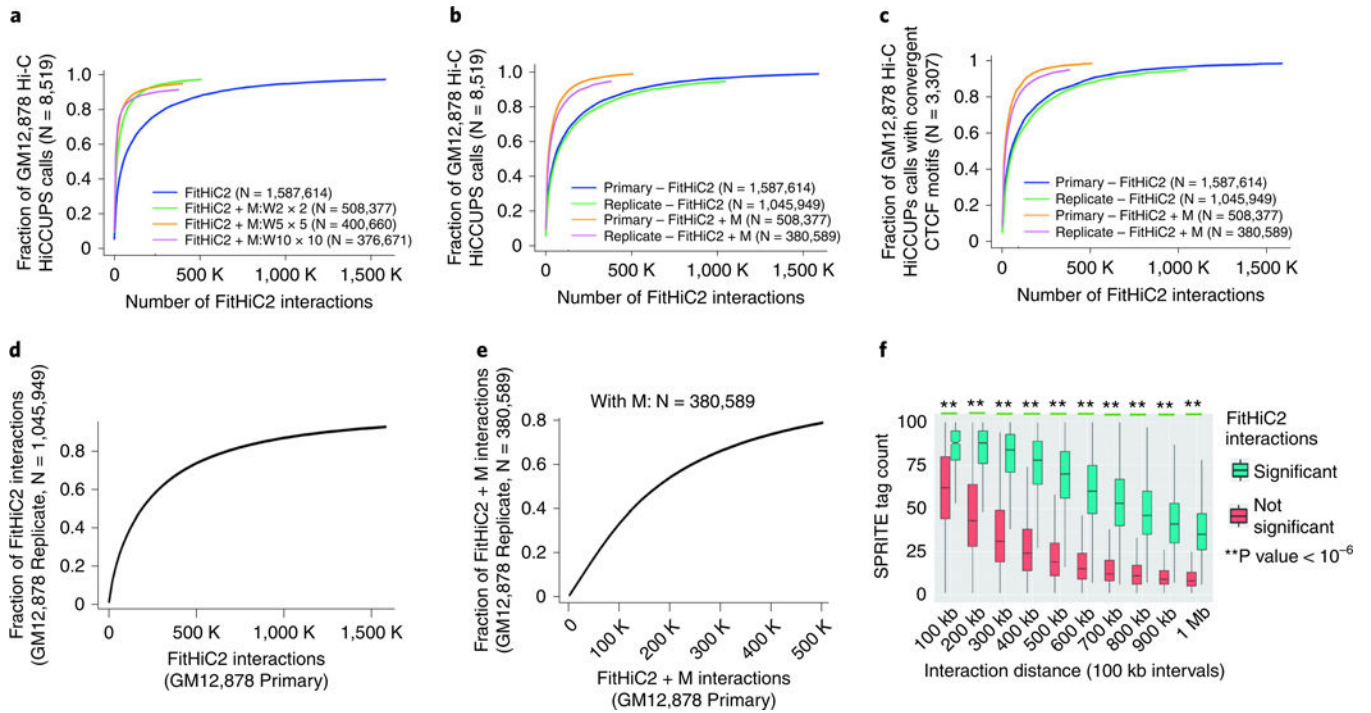 a
Fraction of GM12,878 Hi-C
HiCCUPS calls (N = 8,519)
1.0
0.8
0.6
0.4
0.2
0
FitHiC2 (N = 1,587,614)
FitHiC2 + M:W2 × 2 (N = 508,377)
FitHiC2 + M:W5 × 5 (N = 400,660)
FitHiC2 + M:W10 × 10 (N = 376,671)
0
500 K
1,000 K
1,500 K
Number of FitHiC2 interactions
b
Fraction of GM12,878 Hi-C
HiCCUPS calls (N = 8,519)
1.0
0.8
0.6
0.4
0.2
0
Primary – FitHiC2 (N = 1,587,614)
Replicate – FitHiC2 (N = 1,045,949)
Primary – FitHiC2 + M (N = 508,377)
Replicate – FitHiC2 + M (N = 380,589)
0
500 K
1,000 K
1,500 K
Number of FitHiC2 interactions
c
Fraction of GM12,878 Hi-C
HiCCUPs calls with convergent
CTCF motifs (N = 3,307)
1
0.8
0.6
0.4
0.2
0
Primary – FitHiC2 (N = 1,587,614)
Replicate – FitHiC2 (N = 1,045,949)
Primary – FitHiC2 + M (N = 508,377)
Replicate – FitHiC2 + M (N = 380,589)
0
500 K
1,000 K
1,500 K
Number of FitHiC2 interactions
d
Fraction of FitHiC2 interactions
(GM12,878 Replicate, N = 1,045,949)
0.8
0.6
0.4
0.2
0
0
500 K
1,000 K
1,500 K
FitHiC2 interactions
(GM12,878 Primary)
e
Fraction of FitHiC2 + M interactions
(GM12,878 Replicate, N = 380,589)
With M: N = 380,589
0.8
0.6
0.4
0.2
0
0
100 K
200 K
300 K
400 K
500 K
FitHiC2 + M interactions
(GM12,878 Primary)
f
SPRITE tag count
** ** ** ** ** ** ** ** ** **
100
75
50
25
0
100 kb
200 kb
300 kb
400 kb
500 kb
600 kb
700 kb
800 kb
900 kb
1 Mb
Interaction distance (100 kb intervals)
FitHiC2
interactions
Significant
Not
significant
**P value < 10⁻⁶